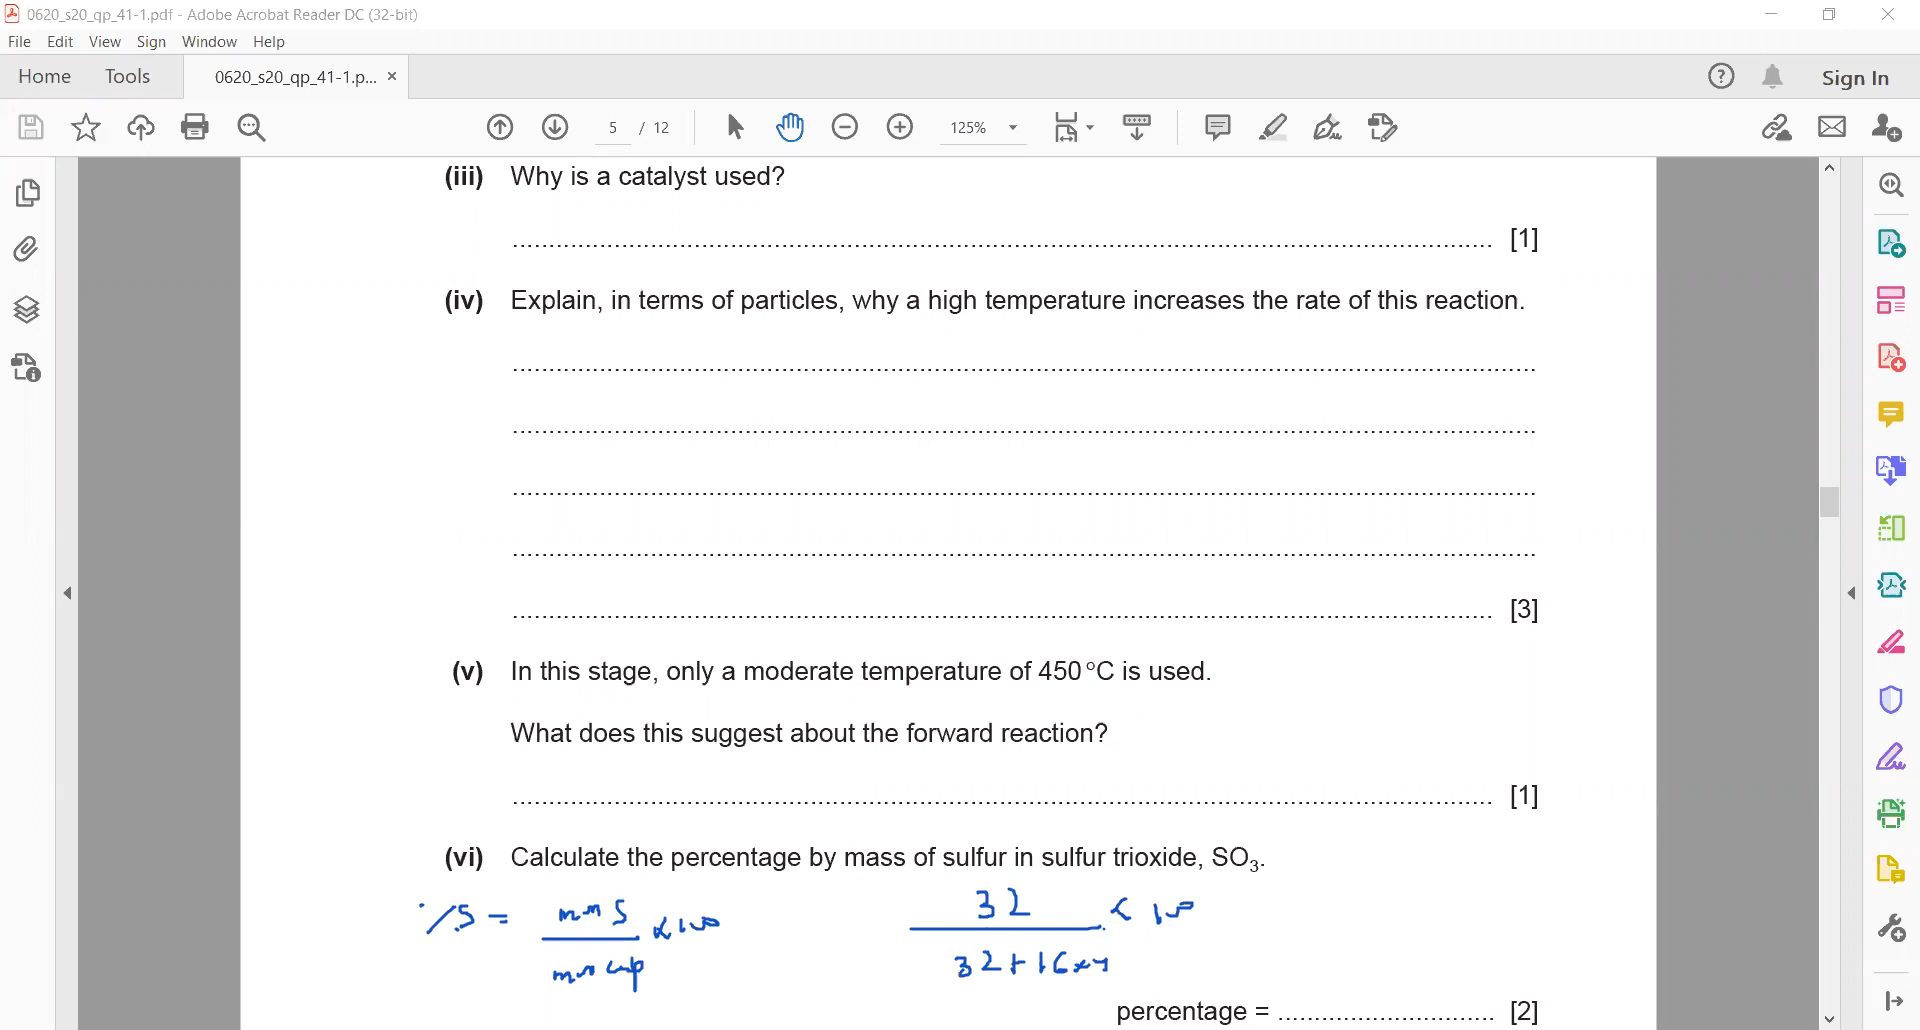 0620_s20_qp_41-1.pdf - Adobe Acrobat Reader DC (32-bit)
File Edit View Sign Window Help
Home Tools 0620_s20_qp_41-1.p... ×
Sign In
5 / 12 125%
(iii) Why is a catalyst used?
[1]
(iv) Explain, in terms of particles, why a high temperature increases the rate of this reaction.
[3]
(v) In this stage, only a moderate temperature of 450 °C is used.
What does this suggest about the forward reaction?
[1]
(vi) Calculate the percentage by mass of sulfur in sulfur trioxide, SO₃.
% S = S × 100 32 × 100
32 + 16 ×
percentage = [2]